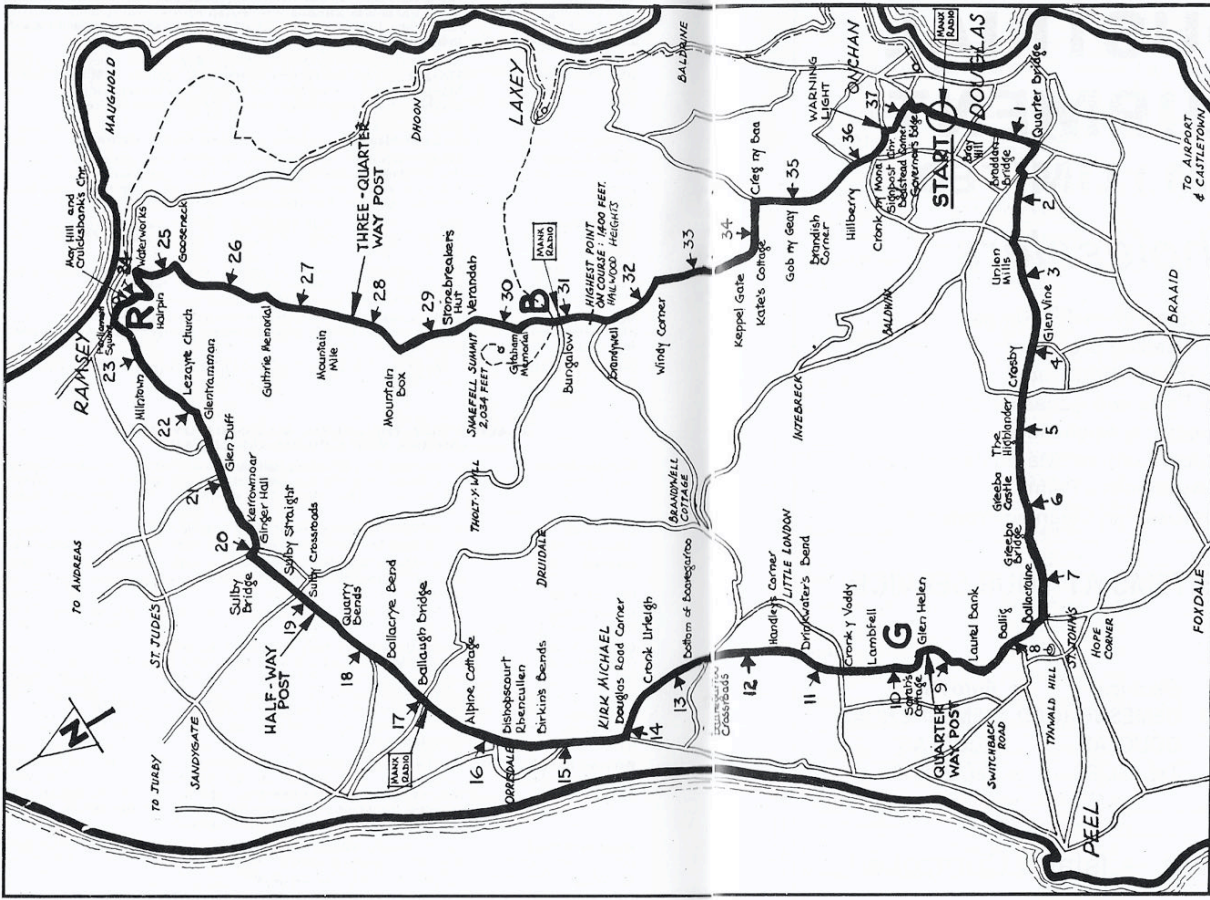 N
START
DOUGLAS
MANX
RADIO
Bray
Hill
1
Quarter Bridge
Braddan
Bridge
2
Union
Mills
3
Glen Vine
4
Crosby
The
Highlander
5
Greeba
Castle
6
Greeba
Bridge
7
Ballacraine
8
Ballig
Laurel Bank
9
QUARTER
WAY POST
Glen Helen
G
Sarah's
Cottage
10
Lambfell
Cronk y Voddy
11
Drinkwater's Bend
Handley's Corner
12
Crossroads
13
Bottom of Baaregarroo
Cronk Urleigh
14
Douglas Road Corner
KIRK MICHAEL
15
Birkin's Bends
Rhencullen
Bishopscourt
ORRISDALE
16
Alpine Cottage
17
Ballaugh Bridge
MANX
RADIO
Ballacrye Bend
18
Quarry
Bends
HALF-WAY
POST
19
Sulby Crossroads
Sulby Straight
Sulby
Bridge
20
Ginger Hall
Kerrowmoar
21
Glen Duff
Glentramman
22
Lezayre Church
Milntown
23
Parliament
Square
RAMSEY
R
May Hill and
Cruickshank's Cnr.
24
Hairpin
Waterworks
25
Gooseneck
26
Guthrie Memorial
27
Mountain
Mile
THREE-QUARTER
WAY POST
28
Mountain
Box
29
Stonebreaker's
Hut
Verandah
30
Graham
Memorial
SNAEFELL SUMMIT
2,034 FEET
B
MANX
RADIO
Bungalow
31
HIGHEST POINT
ON COURSE : 1400 FEET.
HAILWOOD HEIGHTS
Brandywell
32
Windy Corner
33
Keppel Gate
Kate's Cottage
34
Creg ny Baa
Gob ny Geay
35
Brandish
Corner
Hillberry
36
WARNING
LIGHT
Cronk ny Mona
37
Signpost Cnr
Bedstead Corner
Governor's Bdge
ONCHAN
BALDRINE
LAXEY
DHOON
MAUGHOLD
TO ANDREAS
ST. JUDE'S
SANDYGATE
TO JURBY
THOLT-Y-WILL
DRUIDALE
BRANDYWELL
COTTAGE
LITTLE LONDON
INJEBRECK
BALDWINS
SWITCHBACK
ROAD
TYNWALD HILL
ST. JOHN'S
HOPE
CORNER
PEEL
FOXDALE
BRAAID
TO AIRPORT
& CASTLETOWN